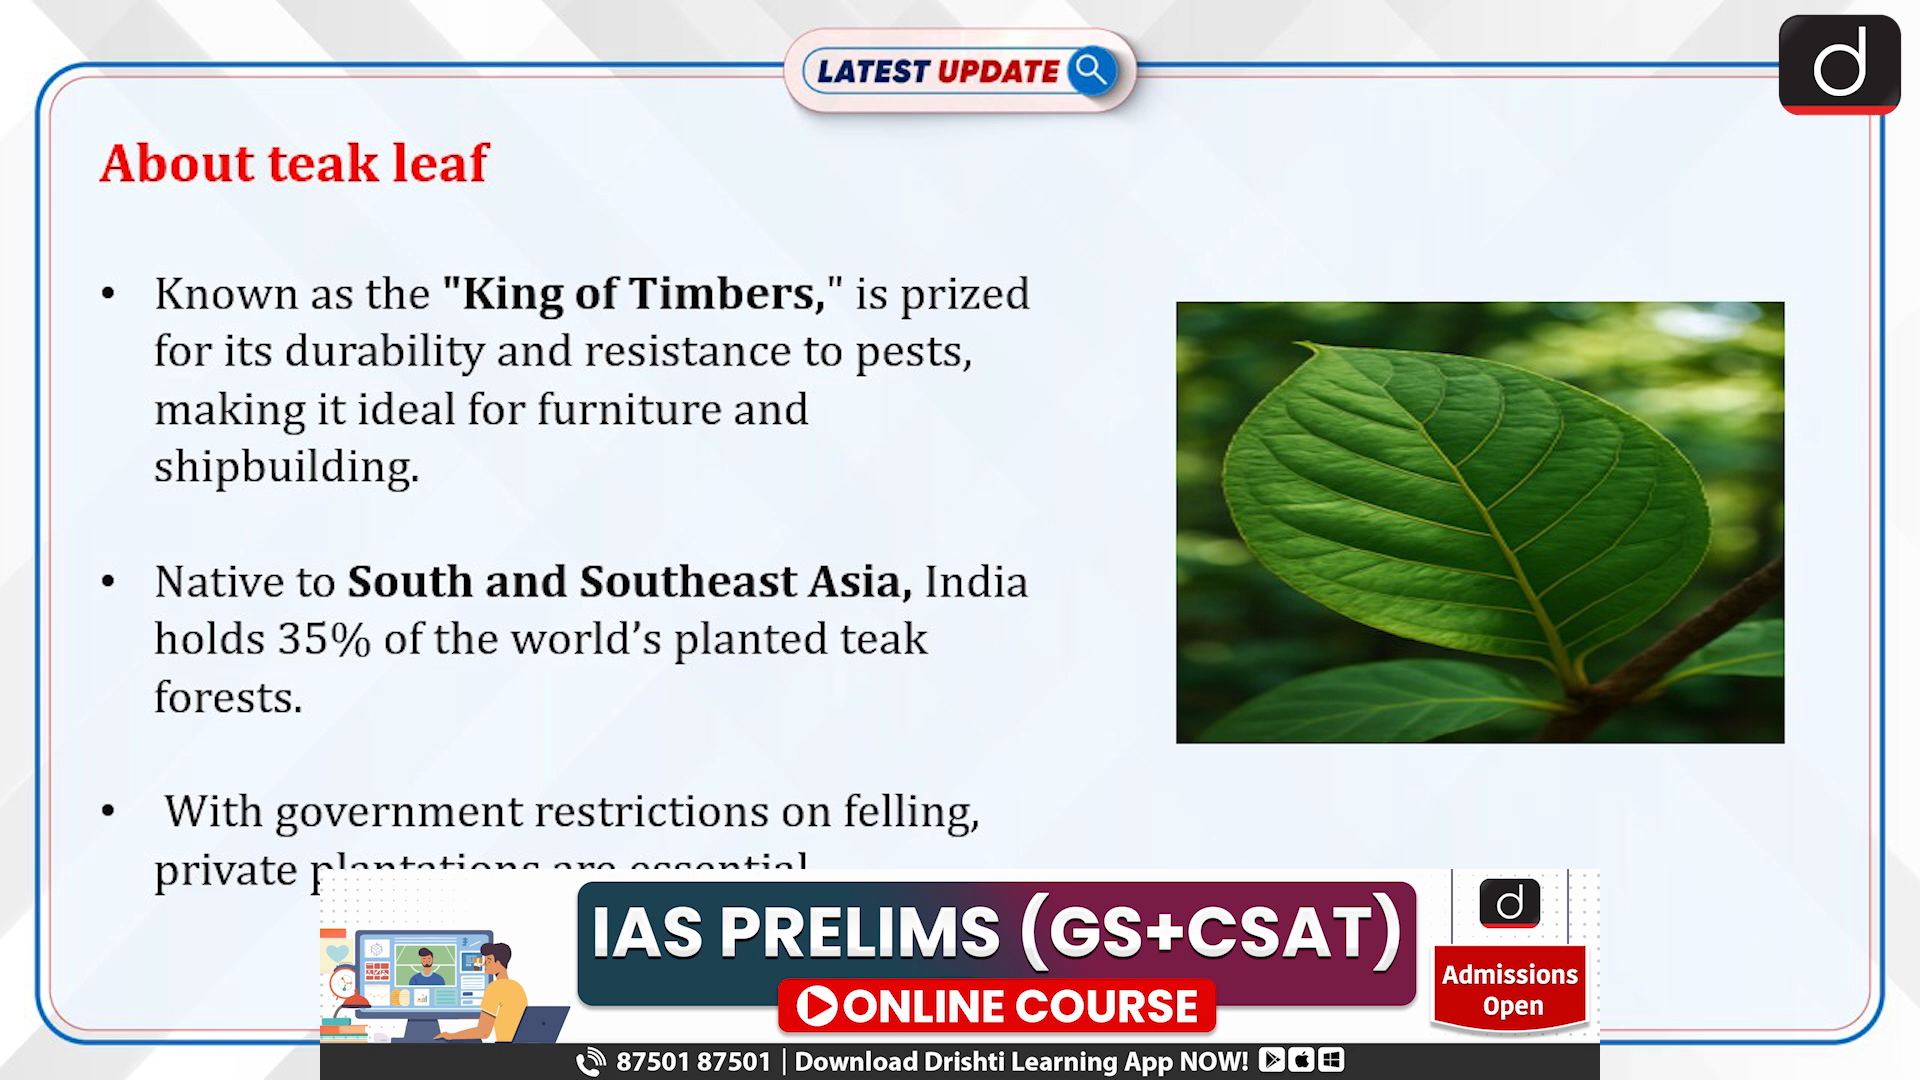 LATEST UPDATE
d
About teak leaf
• Known as the "King of Timbers," is prized
for its durability and resistance to pests,
making it ideal for furniture and
shipbuilding.
• Native to South and Southeast Asia, India
holds 35% of the world’s planted teak
forests.
• With government restrictions on felling,
private plantations are essential
IAS PRELIMS (GS+CSAT)
ONLINE COURSE
d
Admissions
Open
87501 87501 | Download Drishti Learning App NOW!